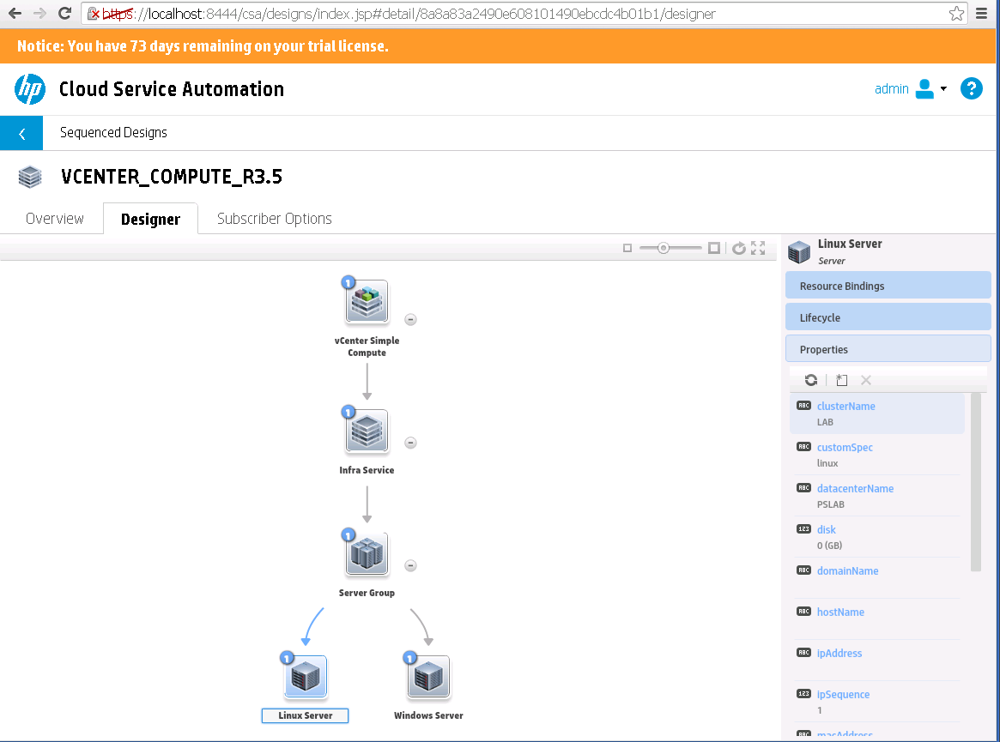 https://localhost:8444/csa/designs/index.jsp#detail/8a8a83a2490e608101490ebcdc4b01b1/designer
Notice: You have 73 days remaining on your trial license.
hp
Cloud Service Automation
admin
?
Sequenced Designs
VCENTER_COMPUTE_R3.5
Overview
Designer
Subscriber Options
1
vCenter Simple
Compute
1
Infra Service
1
Server Group
1
Linux Server
1
Windows Server
Linux Server
Server
Resource Bindings
Lifecycle
Properties
ABC clusterName
LAB
ABC customSpec
linux
ABC datacenterName
PSLAB
123 disk
0 (GB)
ABC domainName
ABC hostName
ABC ipAddress
123 ipSequence
1
ABC macAddress